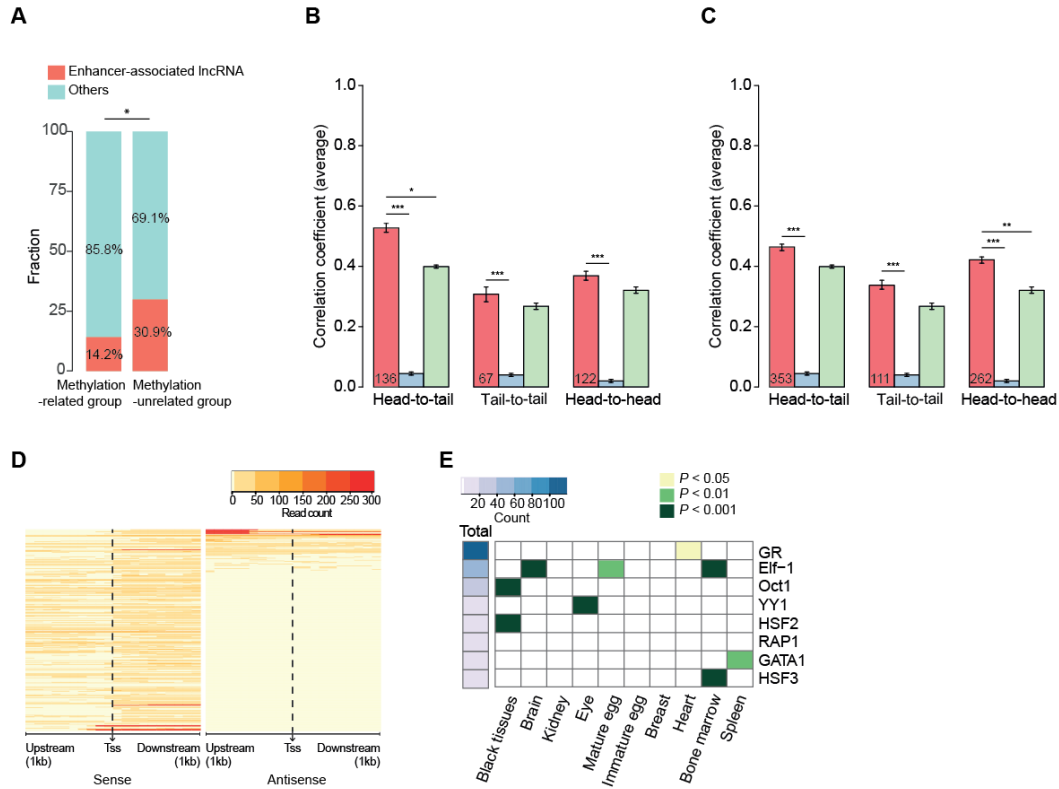 A
Enhancer-associated lncRNA
Others
*
Fraction
100
75
50
25
0
85.8%
14.2%
69.1%
30.9%
Methylation
-related group
Methylation
-unrelated group
B
Correlation coefficient (average)
1.0
0.8
0.6
0.4
0.2
0.0
*
***
***
***
136
67
122
Head-to-tail
Tail-to-tail
Head-to-head
C
Correlation coefficient (average)
1.0
0.8
0.6
0.4
0.2
0.0
***
***
**
***
353
111
262
Head-to-tail
Tail-to-tail
Head-to-head
D
0 50 100 150 200 250 300
Read count
Upstream
(1kb)
Tss
Downstream
(1kb)
Sense
Upstream
(1kb)
Tss
Downstream
(1kb)
Antisense
E
20 40 60 80 100
Count
P < 0.05
P < 0.01
P < 0.001
Total
GR
Elf-1
Oct1
YY1
HSF2
RAP1
GATA1
HSF3
Black tissues
Brain
Kidney
Eye
Mature egg
Immature egg
Breast
Heart
Bone marrow
Spleen